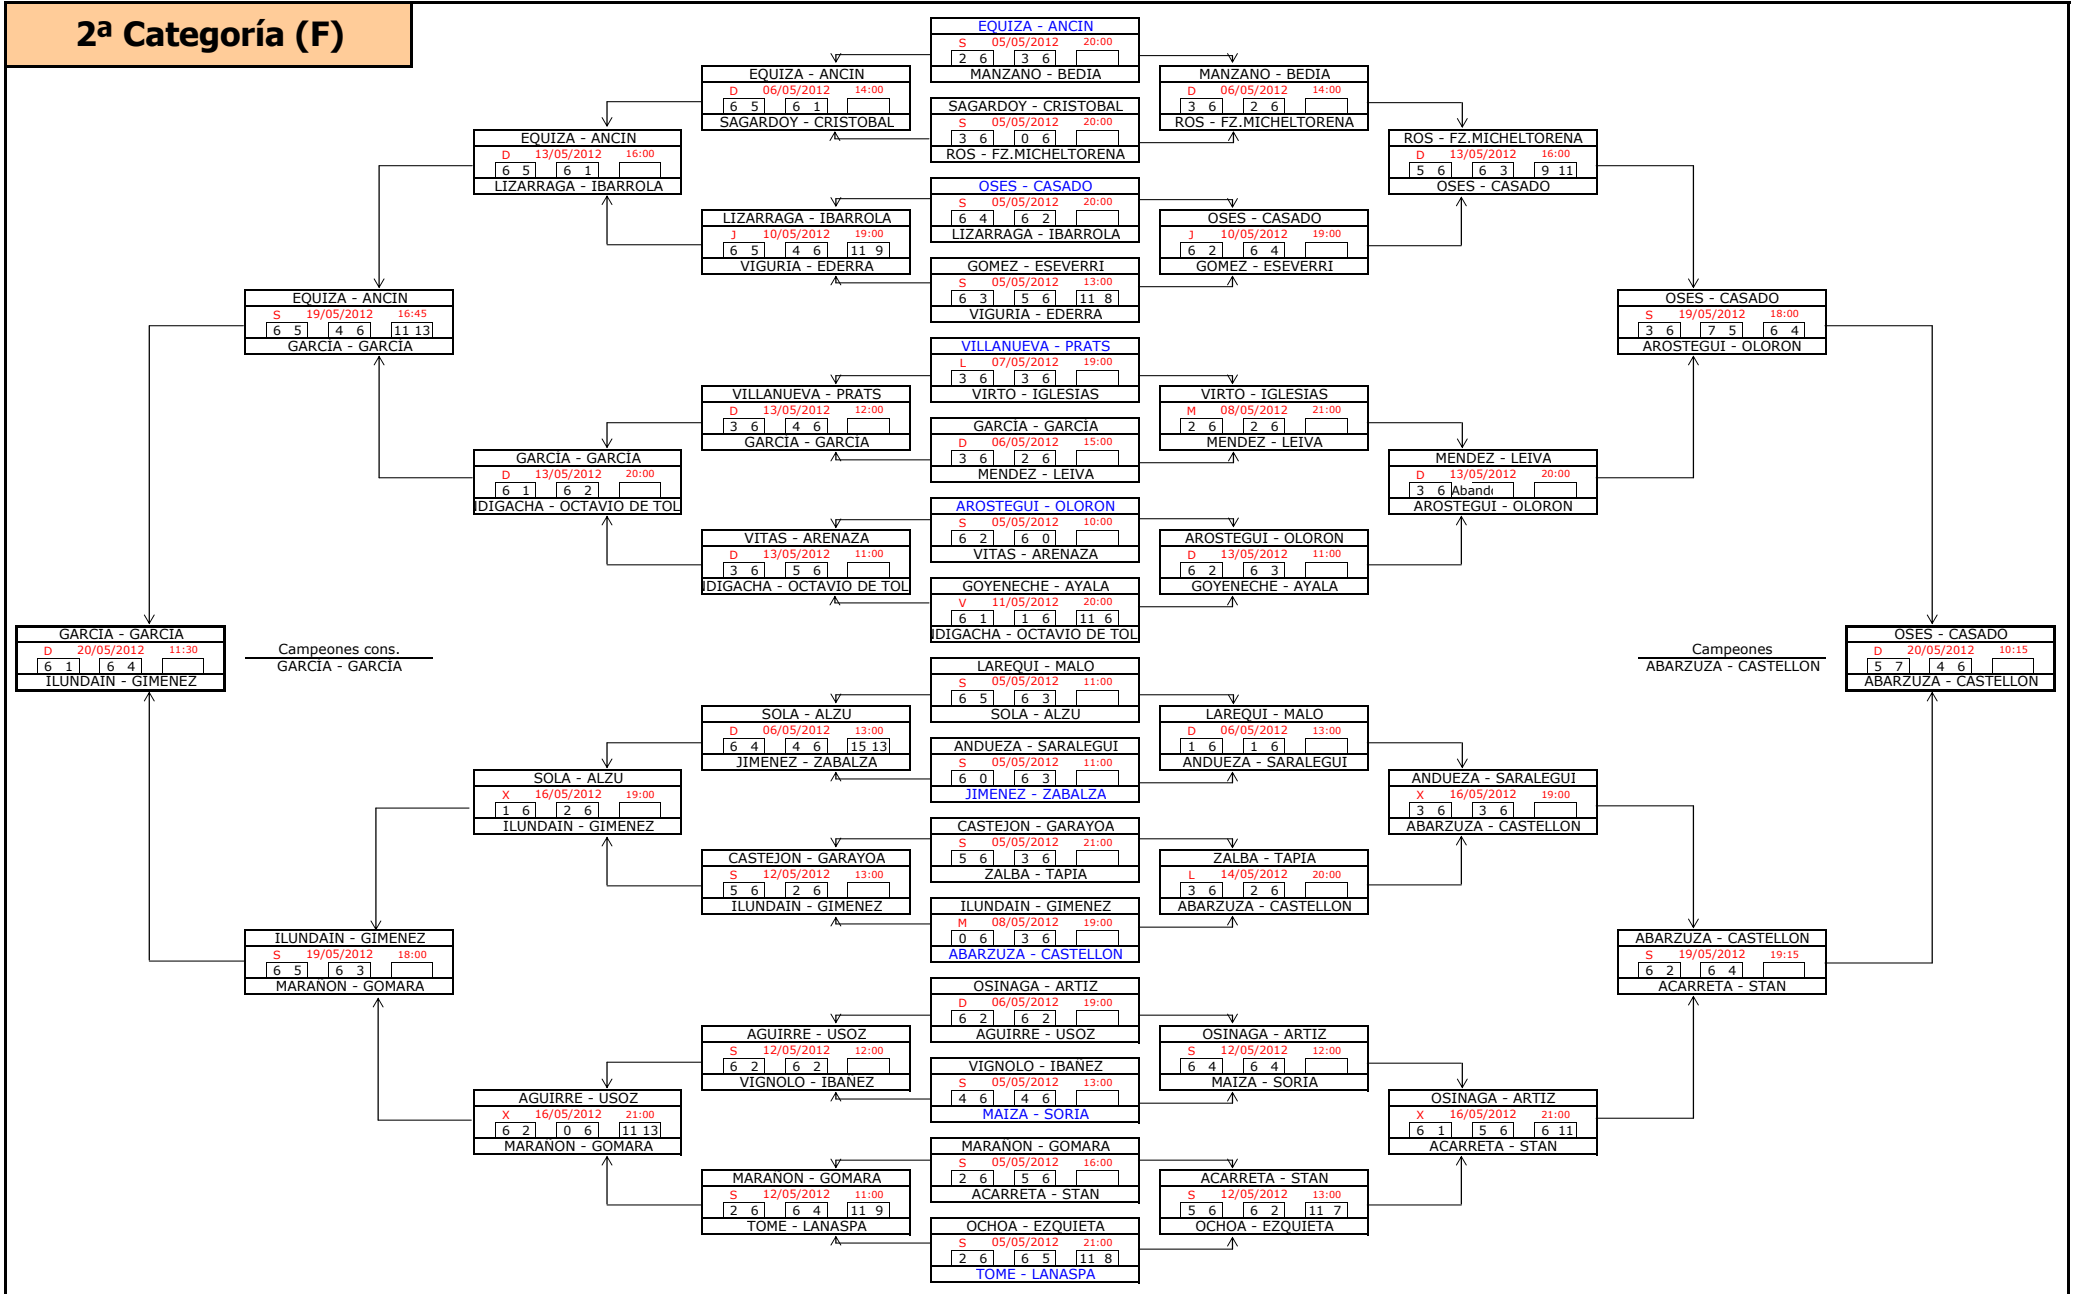 2ª Categoría (F)
GARCÍA - GARCÍA
D 20/05/2012 11:30
6 1 6 4
ILUNDAIN - GIMENEZ
Campeones cons.
GARCÍA - GARCÍA
EQUIZA - ANCIN
S 19/05/2012 16:45
6 5 4 6 11 13
GARCÍA - GARCÍA
ILUNDAIN - GIMENEZ
S 19/05/2012 18:00
6 5 6 3
MARAÑON - GOMARA
EQUIZA - ANCIN
D 13/05/2012 16:00
6 5 6 1
LIZARRAGA - IBARROLA
GARCÍA - GARCÍA
D 13/05/2012 20:00
6 1 6 2
DIGACHA - OCTAVIO DE TOL
SOLA - ALZU
X 16/05/2012 19:00
1 6 2 6
ILUNDAIN - GIMENEZ
AGUIRRE - USOZ
X 16/05/2012 21:00
6 2 0 6 11 13
MARAÑON - GOMARA
EQUIZA - ANCIN
D 06/05/2012 14:00
6 5 6 1
SAGARDOY - CRISTOBAL
LIZARRAGA - IBARROLA
J 10/05/2012 19:00
6 5 4 6 11 9
VIGURIA - EDERRA
VILLANUEVA - PRATS
D 13/05/2012 12:00
3 6 4 6
GARCÍA - GARCÍA
VITAS - ARENAZA
D 13/05/2012 11:00
3 6 5 6
DIGACHA - OCTAVIO DE TOL
SOLA - ALZU
D 06/05/2012 13:00
6 4 4 6 15 13
JIMENEZ - ZABALZA
CASTEJON - GARAYOA
S 12/05/2012 13:00
5 6 2 6
ILUNDAIN - GIMENEZ
AGUIRRE - USOZ
S 12/05/2012 12:00
6 2 6 2
VIGNOLO - IBAÑEZ
MARAÑON - GOMARA
S 12/05/2012 11:00
2 6 6 4 11 9
TOME - LANASPA
EQUIZA - ANCIN
S 05/05/2012 20:00
2 6 3 6
MANZANO - BEDIA
SAGARDOY - CRISTOBAL
S 05/05/2012 20:00
3 6 0 6
ROS - FZ.MICHELTORENA
OSES - CASADO
S 05/05/2012 20:00
6 4 6 2
LIZARRAGA - IBARROLA
GOMEZ - ESEVERRI
S 05/05/2012 13:00
6 3 5 6 11 8
VIGURIA - EDERRA
VILLANUEVA - PRATS
L 07/05/2012 19:00
3 6 3 6
VIRTO - IGLESIAS
GARCÍA - GARCÍA
D 06/05/2012 15:00
3 6 2 6
MENDEZ - LEIVA
AROSTEGUI - OLORON
S 05/05/2012 10:00
6 2 6 0
VITAS - ARENAZA
GOYENECHE - AYALA
V 11/05/2012 20:00
6 1 1 6 11 6
DIGACHA - OCTAVIO DE TOL
LAREQUI - MALO
S 05/05/2012 11:00
6 5 6 3
SOLA - ALZU
ANDUEZA - SARALEGUI
S 05/05/2012 11:00
6 0 6 3
JIMENEZ - ZABALZA
CASTEJON - GARAYOA
S 05/05/2012 21:00
5 6 3 6
ZALBA - TAPIA
ILUNDAIN - GIMENEZ
M 08/05/2012 19:00
0 6 3 6
ABARZUZA - CASTELLON
OSINAGA - ARTIZ
D 06/05/2012 19:00
6 2 6 2
AGUIRRE - USOZ
VIGNOLO - IBAÑEZ
S 05/05/2012 13:00
4 6 4 6
MAIZA - SORIA
MARAÑON - GOMARA
S 05/05/2012 16:00
2 6 5 6
ACARRETA - STAN
OCHOA - EZQUIETA
S 05/05/2012 21:00
2 6 6 5 11 8
TOME - LANASPA
MANZANO - BEDIA
D 06/05/2012 14:00
3 6 2 6
ROS - FZ.MICHELTORENA
OSES - CASADO
J 10/05/2012 19:00
6 2 6 4
GOMEZ - ESEVERRI
VIRTO - IGLESIAS
M 08/05/2012 21:00
2 6 2 6
MENDEZ - LEIVA
AROSTEGUI - OLORON
D 13/05/2012 11:00
6 2 6 3
GOYENECHE - AYALA
LAREQUI - MALO
D 06/05/2012 13:00
1 6 1 6
ANDUEZA - SARALEGUI
ZALBA - TAPIA
L 14/05/2012 20:00
3 6 2 6
ABARZUZA - CASTELLON
OSINAGA - ARTIZ
S 12/05/2012 12:00
6 4 6 4
MAIZA - SORIA
ACARRETA - STAN
S 12/05/2012 13:00
5 6 6 2 11 7
OCHOA - EZQUIETA
ROS - FZ.MICHELTORENA
D 13/05/2012 16:00
5 6 6 3 9 11
OSES - CASADO
MENDEZ - LEIVA
D 13/05/2012 20:00
3 6 Aband
AROSTEGUI - OLORON
ANDUEZA - SARALEGUI
X 16/05/2012 19:00
3 6 3 6
ABARZUZA - CASTELLON
OSINAGA - ARTIZ
X 16/05/2012 21:00
6 1 5 6 6 11
ACARRETA - STAN
OSES - CASADO
S 19/05/2012 18:00
3 6 7 5 6 4
AROSTEGUI - OLORON
ABARZUZA - CASTELLON
S 19/05/2012 19:15
6 2 6 4
ACARRETA - STAN
Campeones
ABARZUZA - CASTELLON
OSES - CASADO
D 20/05/2012 10:15
5 7 4 6
ABARZUZA - CASTELLON